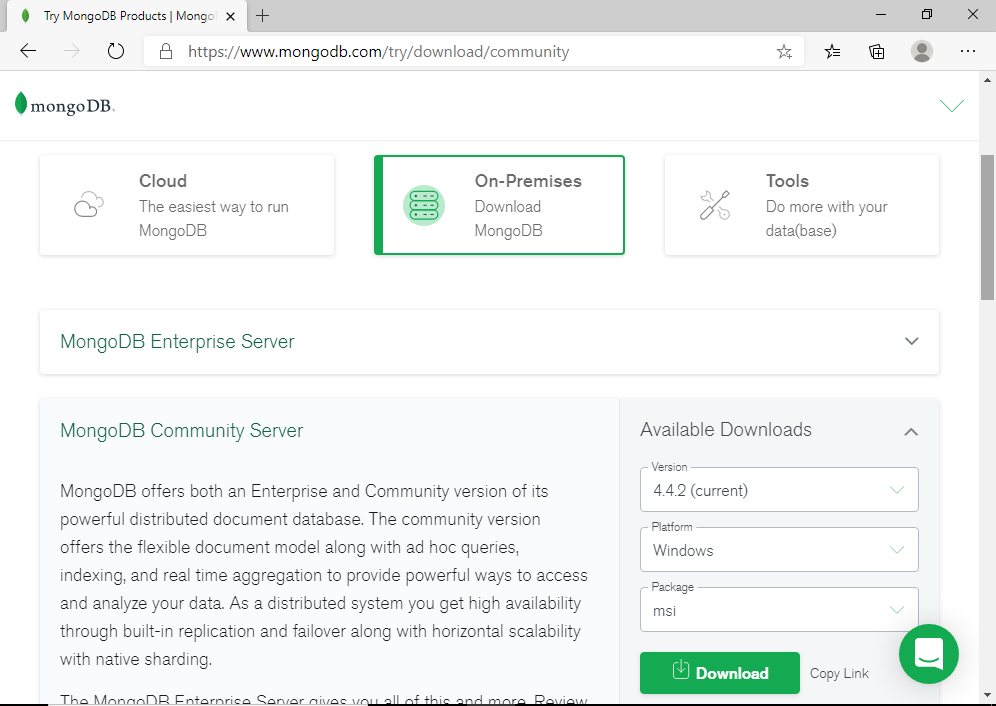 Try MongoDB Products | Mongo
https://www.mongodb.com/try/download/community
mongoDB.
Cloud
The easiest way to run
MongoDB
On-Premises
Download
MongoDB
Tools
Do more with your
data(base)
MongoDB Enterprise Server
MongoDB Community Server
MongoDB offers both an Enterprise and Community version of its
powerful distributed document database. The community version
offers the flexible document model along with ad hoc queries,
indexing, and real time aggregation to provide powerful ways to access
and analyze your data. As a distributed system you get high availability
through built-in replication and failover along with horizontal scalability
with native sharding.
The MongoDB Enterprise Server gives you all of this and more. Review
Available Downloads
Version
4.4.2 (current)
Platform
Windows
Package
msi
Download
Copy Link